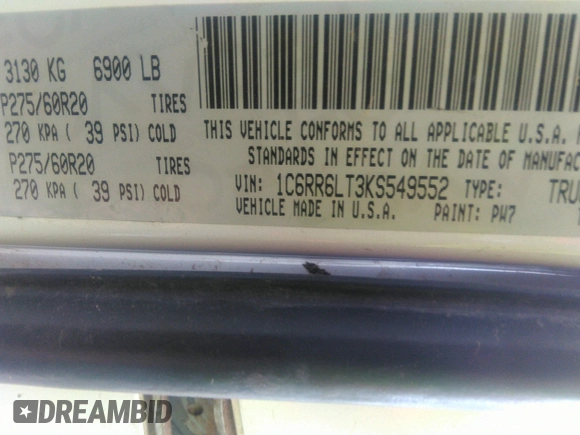 3130 KG 6900 LB
P275/60R20 TIRES
270 KPA ( 39 PSI) COLD
P275/60R20 TIRES
270 KPA ( 39 PSI) COLD
THIS VEHICLE CONFORMS TO ALL APPLICABLE U.S.A.
STANDARDS IN EFFECT ON THE DATE OF MANUFAC
VIN: 1C6RR6LT3KS549552 TYPE: TRU
VEHICLE MADE IN U.S.A. PAINT: PW7
DREAMBID